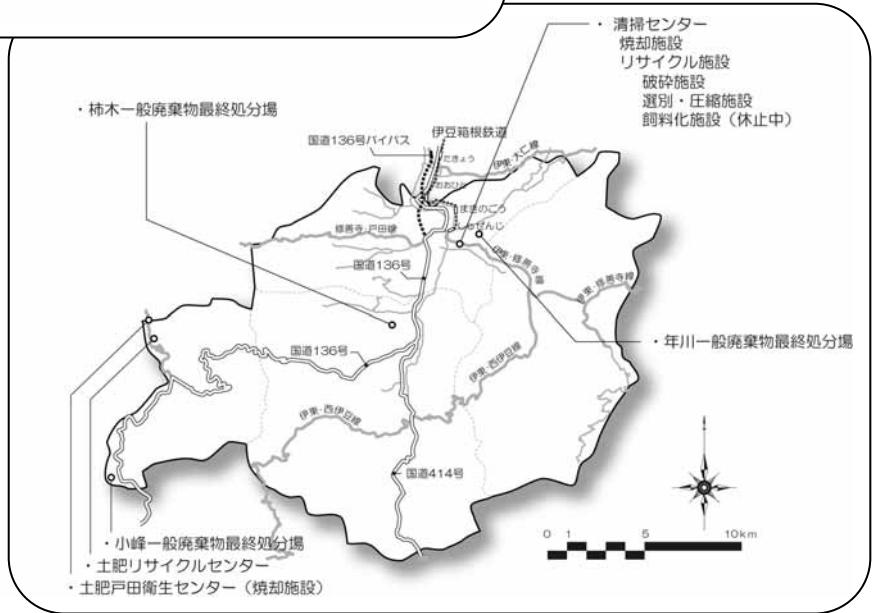 ・ 清掃センター
焼却施設
リサイクル施設
破砕施設
選別・圧縮施設
飼料化施設（休止中）
・柿木一般廃棄物最終処分場
国道136号バイパス
伊豆箱根鉄道
たきょう
伊東・大仁線
おおひと
まきのこう
しゅぜんじ
修善寺・戸田線
伊東・修善寺線
国道136号
伊東・修善寺線
・年川一般廃棄物最終処分場
国道136号
伊東・西伊豆線
伊東・西伊豆線
国道414号
0 1 5 10km
・小峰一般廃棄物最終処分場
・土肥リサイクルセンター
・土肥戸田衛生センター（焼却施設）